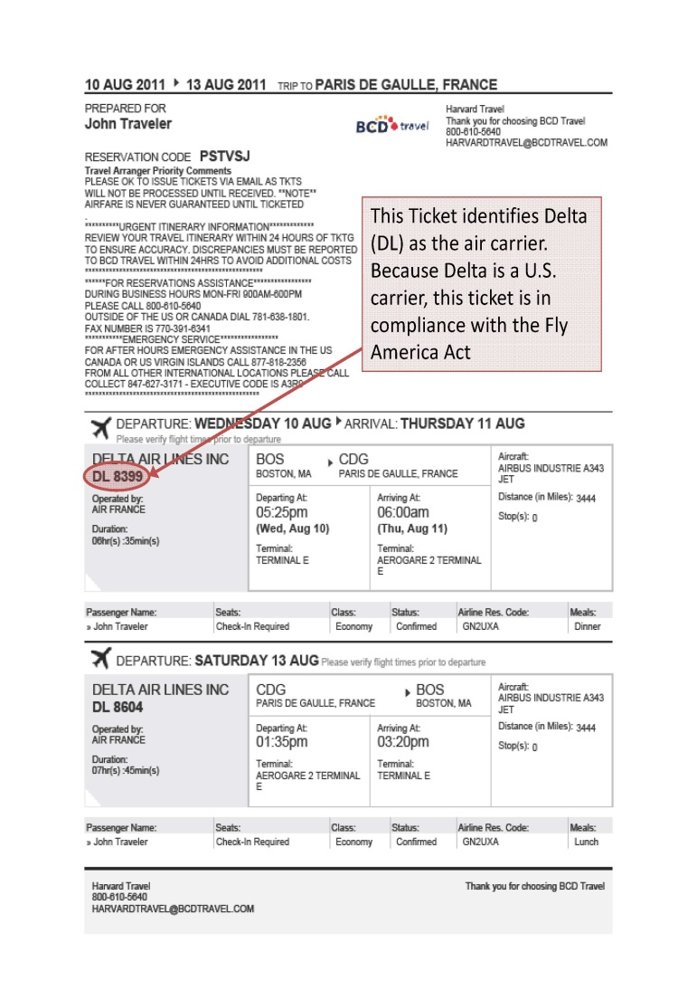 10 AUG 2011 ▸ 13 AUG 2011 TRIP TO PARIS DE GAULLE, FRANCE
PREPARED FOR
John Traveler
BCD travel
Harvard Travel
Thank you for choosing BCD Travel
800-610-5640
HARVARDTRAVEL@BCDTRAVEL.COM
RESERVATION CODE PSTVSJ
Travel Arranger Priority Comments
PLEASE OK TO ISSUE TICKETS VIA EMAIL AS TKTS
WILL NOT BE PROCESSED UNTIL RECEIVED. **NOTE**
AIRFARE IS NEVER GUARANTEED UNTIL TICKETED
.
**********URGENT ITINERARY INFORMATION*************
REVIEW YOUR TRAVEL ITINERARY WITHIN 24 HOURS OF TKTG
TO ENSURE ACCURACY. DISCREPANCIES MUST BE REPORTED
TO BCD TRAVEL WITHIN 24HRS TO AVOID ADDITIONAL COSTS
****************************************************
******FOR RESERVATIONS ASSISTANCE*****************
DURING BUSINESS HOURS MON-FRI 900AM-600PM
PLEASE CALL 800-610-5640
OUTSIDE OF THE US OR CANADA DIAL 781-638-1801.
FAX NUMBER IS 770-391-6341
***********EMERGENCY SERVICE*****************
FOR AFTER HOURS EMERGENCY ASSISTANCE IN THE US
CANADA OR US VIRGIN ISLANDS CALL 877-818-2356
FROM ALL OTHER INTERNATIONAL LOCATIONS PLEASE CALL
COLLECT 847-627-3171 - EXECUTIVE CODE IS A3R9
***************************************************
This Ticket identifies Delta
(DL) as the air carrier.
Because Delta is a U.S.
carrier, this ticket is in
compliance with the Fly
America Act
DEPARTURE: WEDNESDAY 10 AUG ▸ ARRIVAL: THURSDAY 11 AUG
Please verify flight times prior to departure
DELTA AIR LINES INC
DL 8399
Operated by:
AIR FRANCE
Duration:
06hr(s) :35min(s)
BOS ▸ CDG
BOSTON, MA PARIS DE GAULLE, FRANCE
Departing At:
05:25pm
(Wed, Aug 10)
Terminal:
TERMINAL E
Arriving At:
06:00am
(Thu, Aug 11)
Terminal:
AEROGARE 2 TERMINAL
E
Aircraft:
AIRBUS INDUSTRIE A343
JET
Distance (in Miles): 3444
Stop(s): 0
Passenger Name: Seats: Class: Status: Airline Res. Code: Meals:
» John Traveler Check-In Required Economy Confirmed GN2UXA Dinner
DEPARTURE: SATURDAY 13 AUG Please verify flight times prior to departure
DELTA AIR LINES INC
DL 8604
Operated by:
AIR FRANCE
Duration:
07hr(s) :45min(s)
CDG ▸ BOS
PARIS DE GAULLE, FRANCE BOSTON, MA
Departing At:
01:35pm
Terminal:
AEROGARE 2 TERMINAL
E
Arriving At:
03:20pm
Terminal:
TERMINAL E
Aircraft:
AIRBUS INDUSTRIE A343
JET
Distance (in Miles): 3444
Stop(s): 0
Passenger Name: Seats: Class: Status: Airline Res. Code: Meals:
» John Traveler Check-In Required Economy Confirmed GN2UXA Lunch
Harvard Travel Thank you for choosing BCD Travel
800-610-5640
HARVARDTRAVEL@BCDTRAVEL.COM